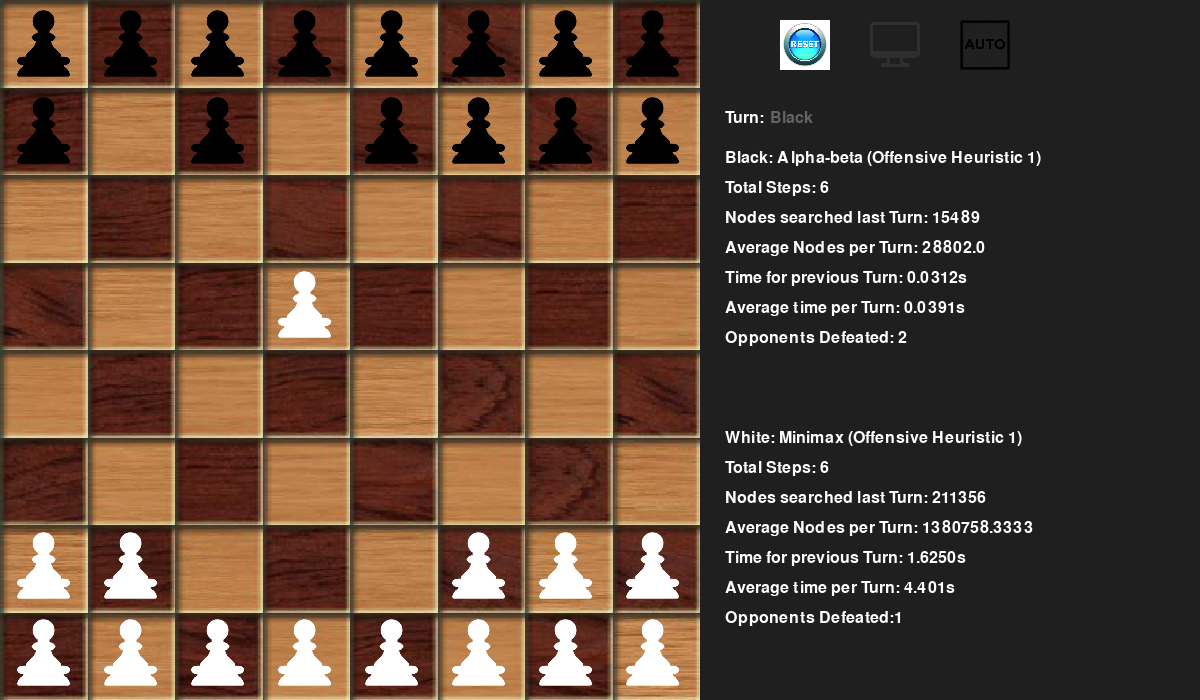 RESET
AUTO
Turn: Black
Black: Alpha-beta (Offensive Heuristic 1)
Total Steps: 6
Nodes searched last Turn: 15489
Average Nodes per Turn: 28802.0
Time for previous Turn: 0.0312s
Average time per Turn: 0.0391s
Opponents Defeated: 2
White: Minimax (Offensive Heuristic 1)
Total Steps: 6
Nodes searched last Turn: 211356
Average Nodes per Turn: 1380758.3333
Time for previous Turn: 1.6250s
Average time per Turn: 4.401s
Opponents Defeated:1